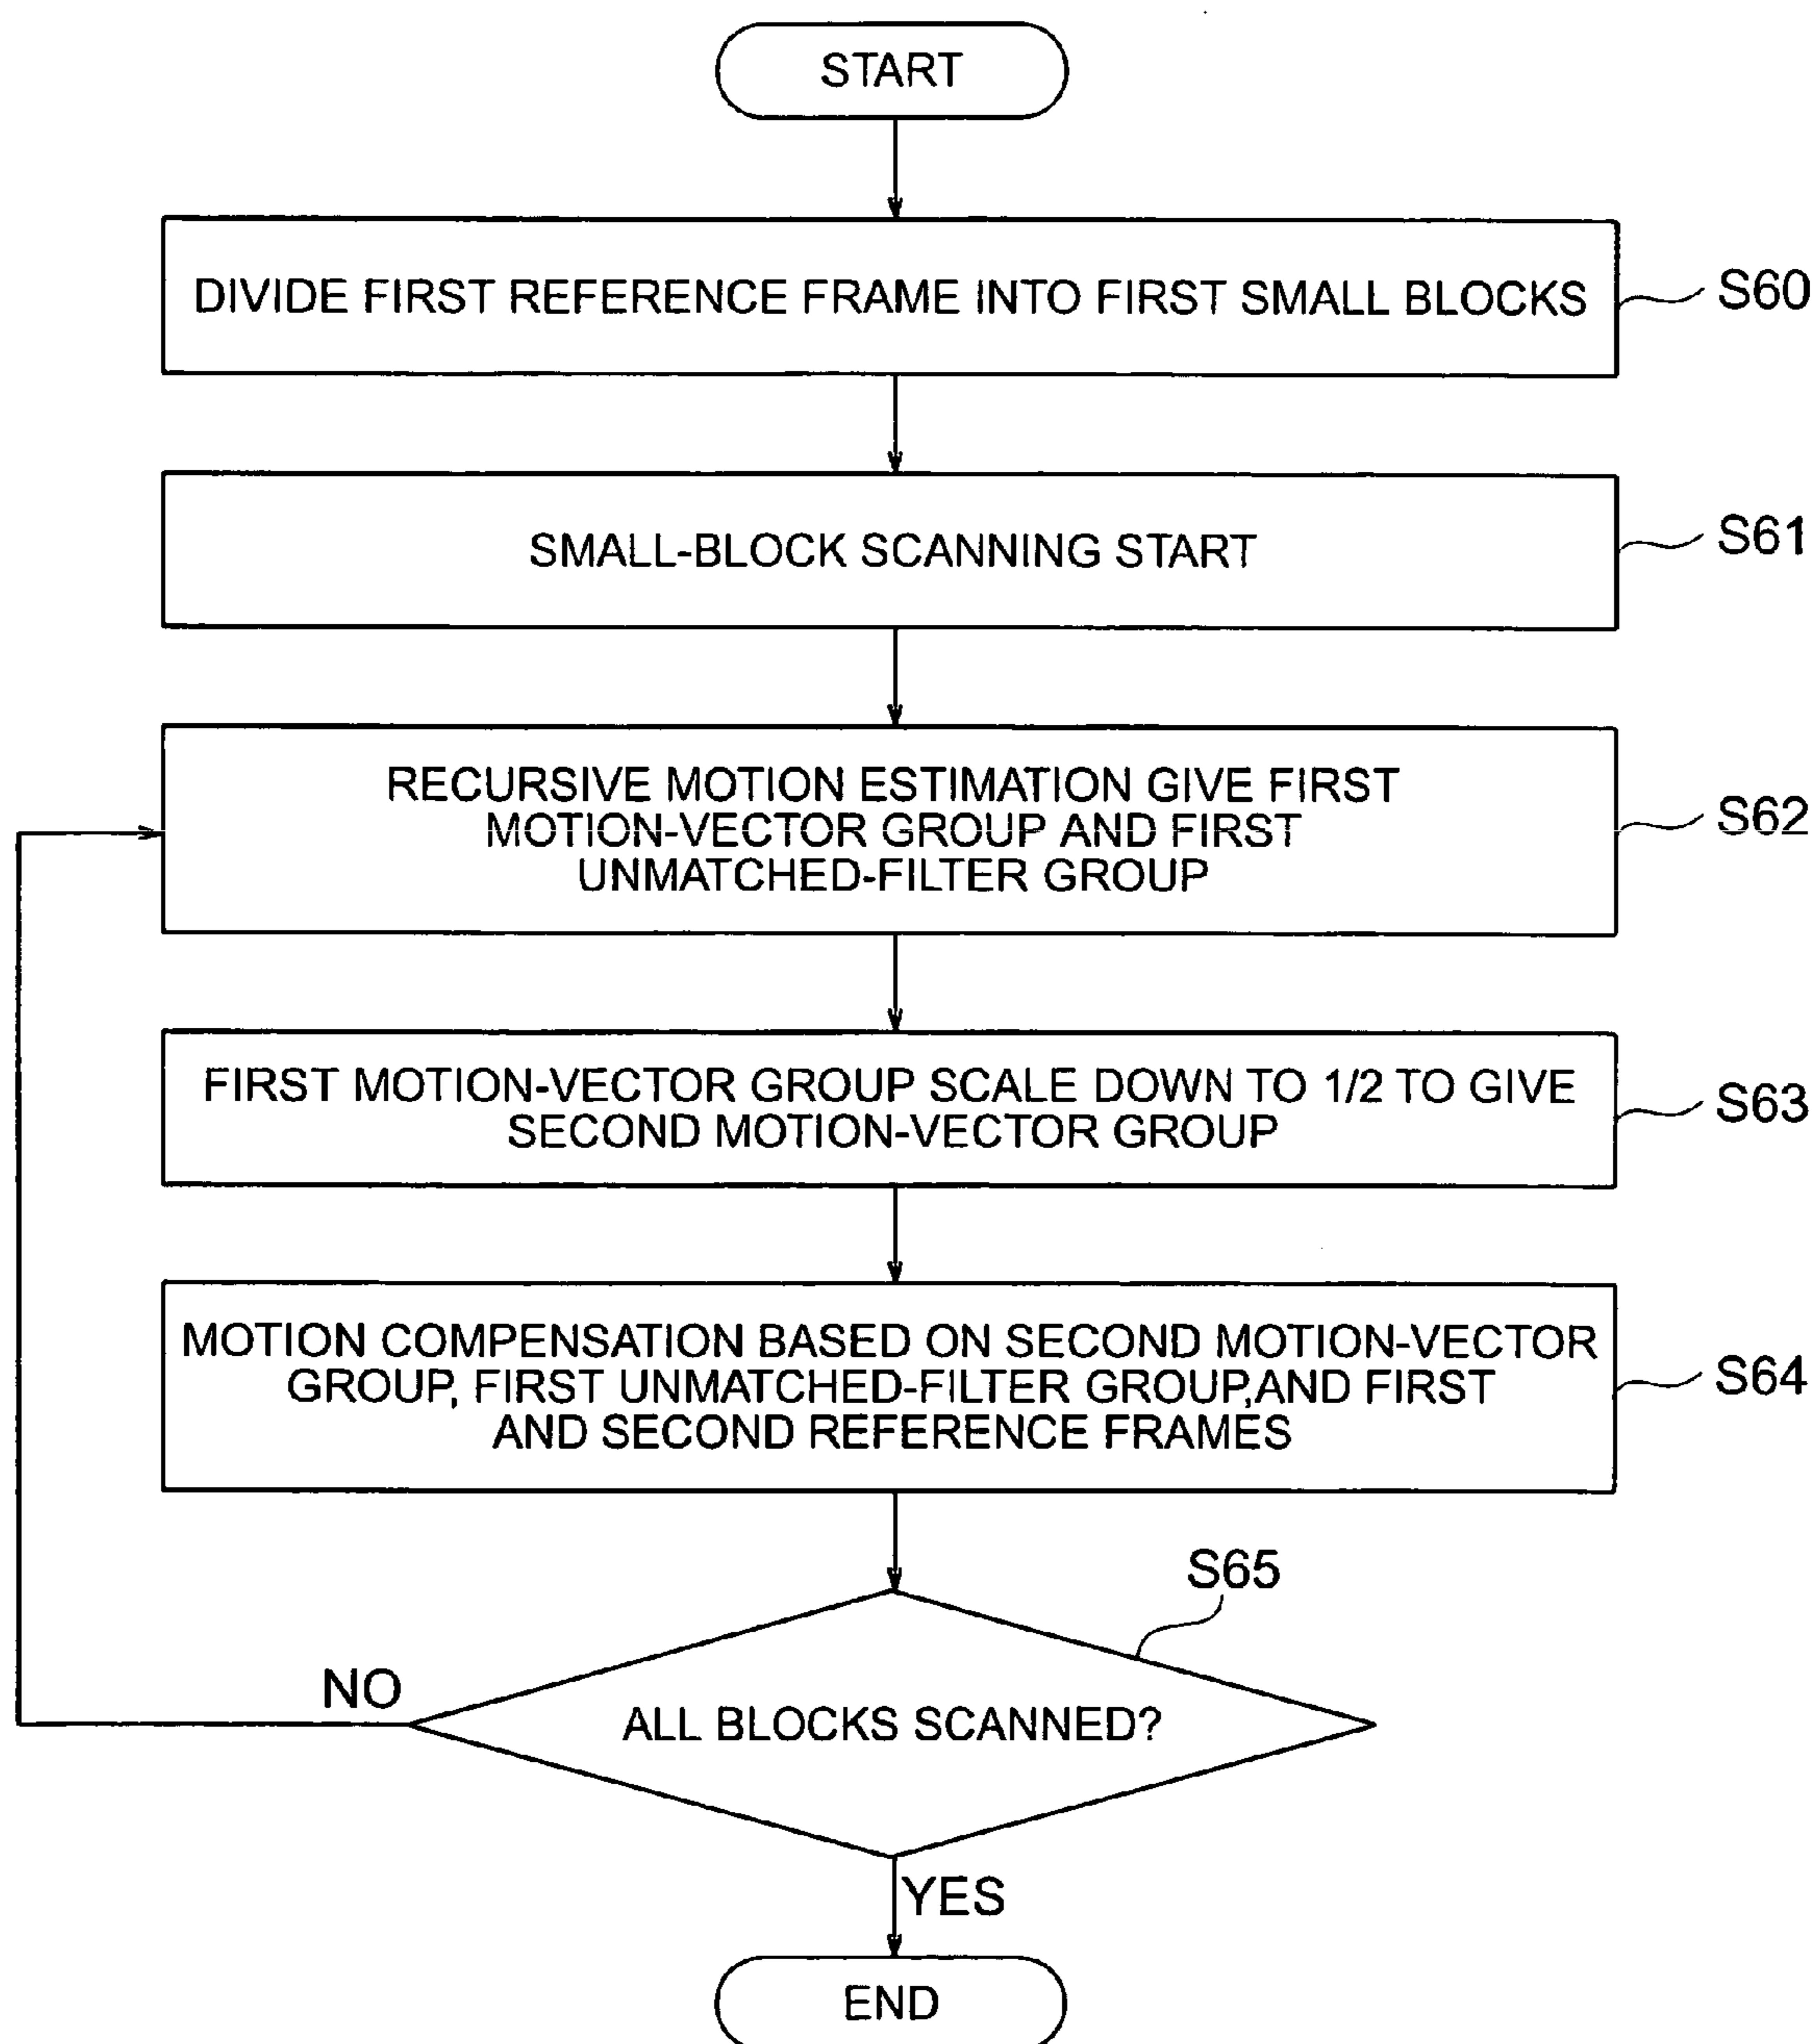 START
DIVIDE FIRST REFERENCE FRAME INTO FIRST SMALL BLOCKS
S60
SMALL-BLOCK SCANNING START
S61
RECURSIVE MOTION ESTIMATION GIVE FIRST
MOTION-VECTOR GROUP AND FIRST
UNMATCHED-FILTER GROUP
S62
FIRST MOTION-VECTOR GROUP SCALE DOWN TO 1/2 TO GIVE
SECOND MOTION-VECTOR GROUP
S63
MOTION COMPENSATION BASED ON SECOND MOTION-VECTOR
GROUP, FIRST UNMATCHED-FILTER GROUP,AND FIRST
AND SECOND REFERENCE FRAMES
S64
S65
NO
ALL BLOCKS SCANNED?
YES
END